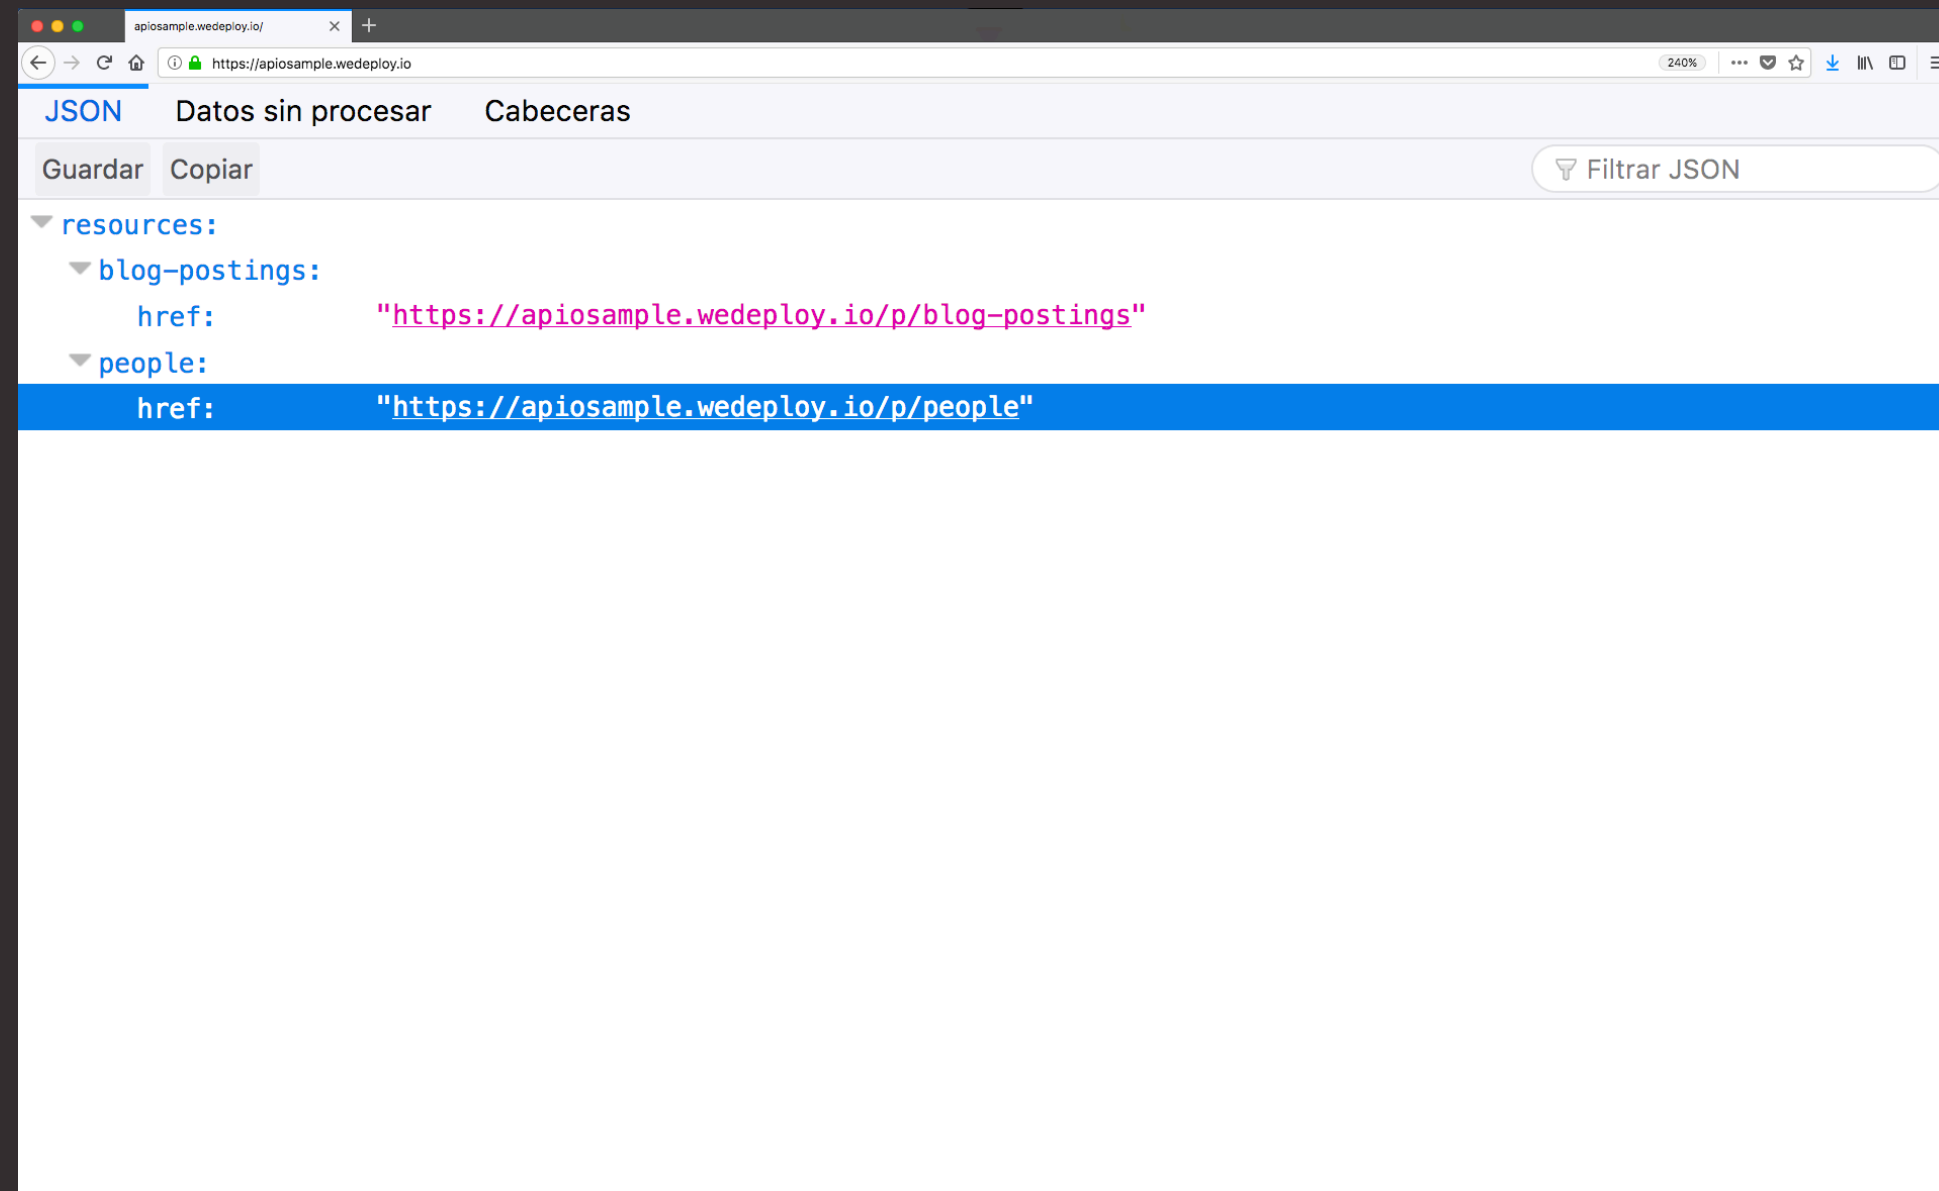 apiosample.wedeploy.io/
https://apiosample.wedeploy.io 240%
JSON Datos sin procesar Cabeceras
Guardar Copiar Filtrar JSON
resources:
blog-postings:
href: "https://apiosample.wedeploy.io/p/blog-postings"
people:
href: "https://apiosample.wedeploy.io/p/people"